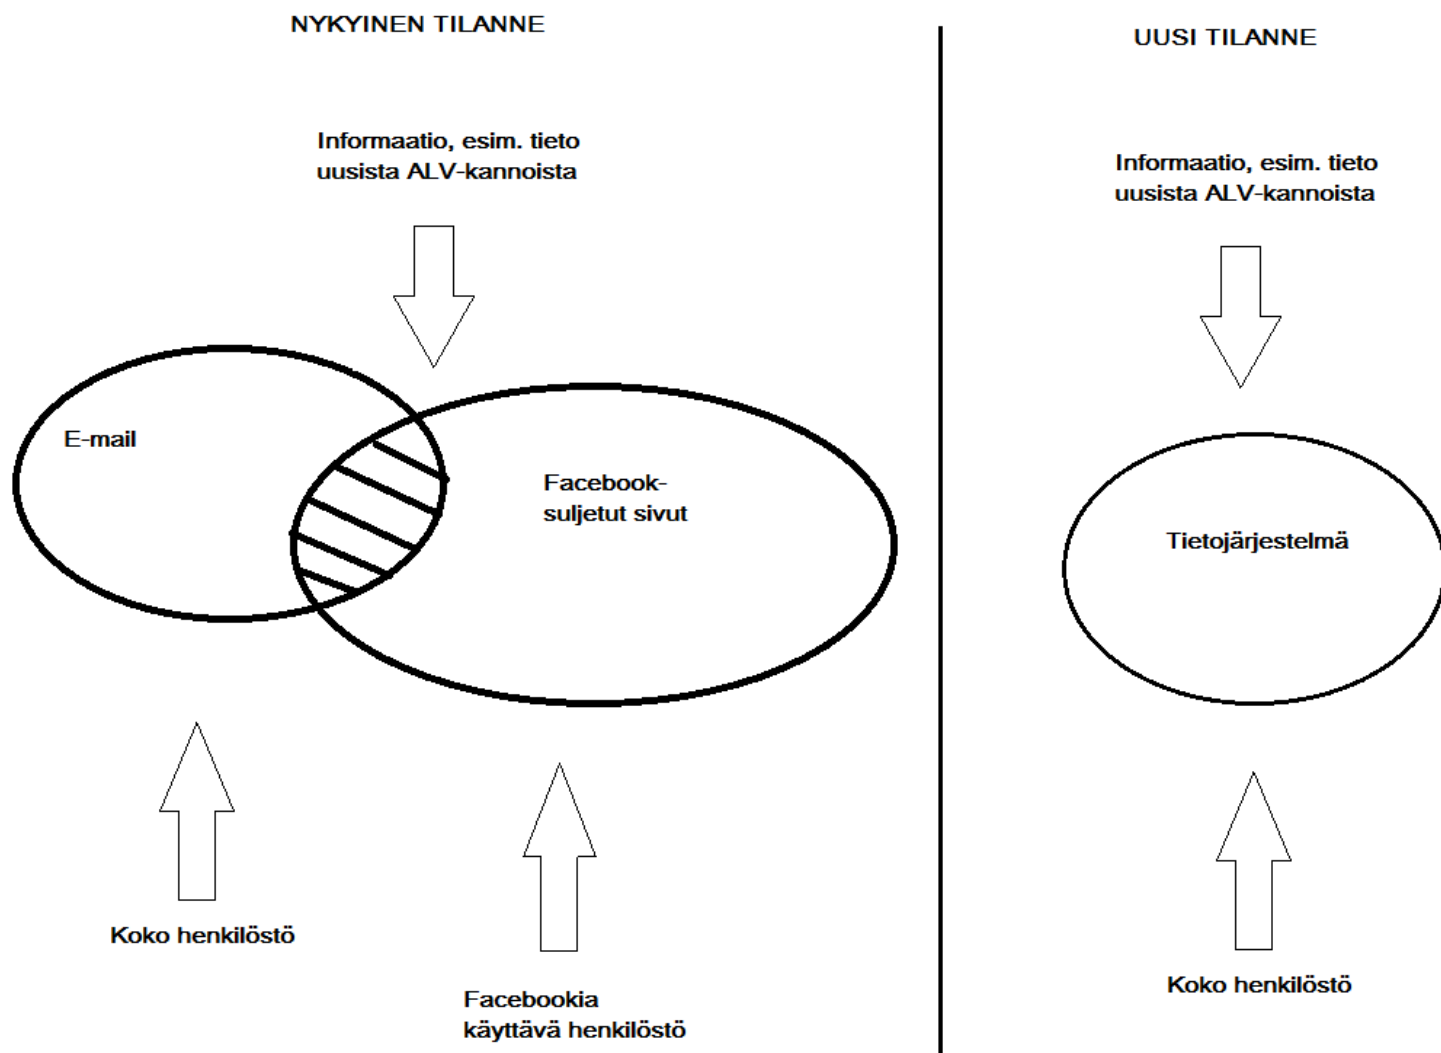 NYKYINEN TILANNE
Informaatio, esim. tieto
uusista ALV-kannoista
E-mail
Facebook-
suljetut sivut
Koko henkilöstö
Facebookia
käyttävä henkilöstö
UUSI TILANNE
Informaatio, esim. tieto
uusista ALV-kannoista
Tietojärjestelmä
Koko henkilöstö